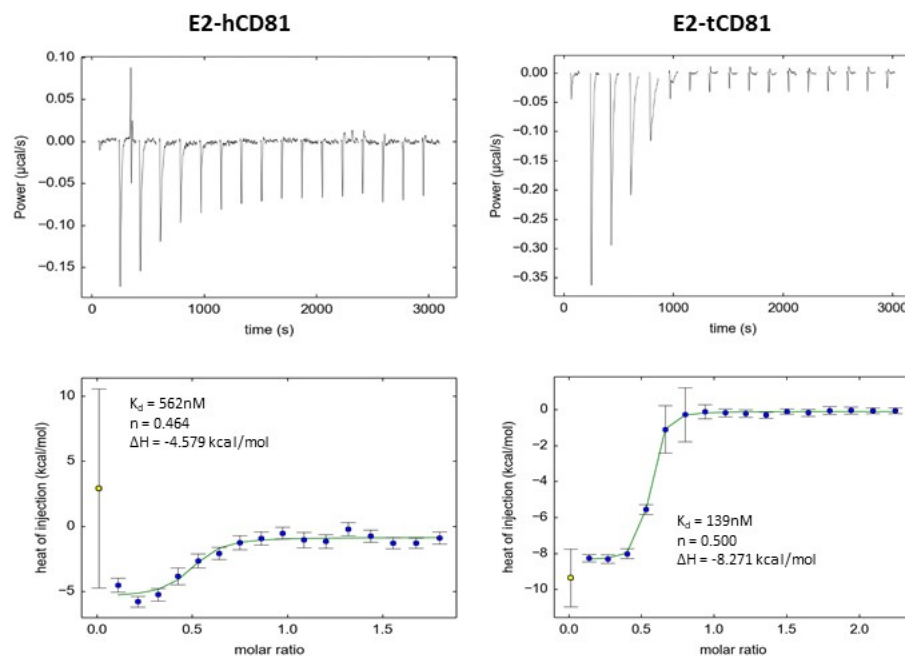 E2-hCD81
E2-tCD81
0.10
0.05
0.00
−0.05
−0.10
−0.15
Power (µcal/s)
0
1000
2000
3000
time (s)
0.00
−0.05
−0.10
−0.15
−0.20
−0.25
−0.30
−0.35
Power (µcal/s)
0
500
1000
1500
2000
2500
3000
time (s)
10
5
0
−5
heat of injection (kcal/mol)
Kd = 562nM
n = 0.464
ΔH = -4.579 kcal/mol
0.0
0.5
1.0
1.5
molar ratio
0
−2
−4
−6
−8
−10
heat of injection (kcal/mol)
Kd = 139nM
n = 0.500
ΔH = -8.271 kcal/mol
0.0
0.5
1.0
1.5
2.0
molar ratio